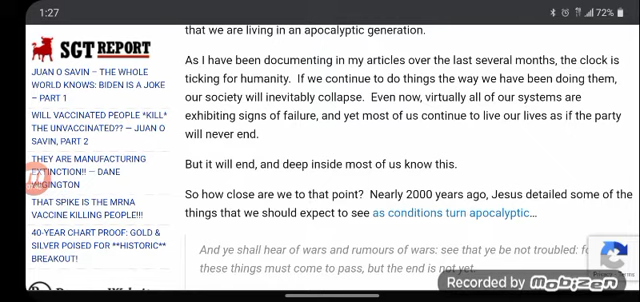 1:27
72%
SGT REPORT
JUAN O SAVIN – THE WHOLE
WORLD KNOWS: BIDEN IS A JOKE
– PART 1
WILL VACCINATED PEOPLE *KILL*
THE UNVACCINATED?? — JUAN O
SAVIN, PART 2
THEY ARE MANUFACTURING
EXTINCTION!! — DANE
THAT SPIKE IS THE MRNA
VACCINE KILLING PEOPLE!!!
40-YEAR CHART PROOF: GOLD &
SILVER POISED FOR **HISTORIC**
BREAKOUT!
that we are living in an apocalyptic generation.
As I have been documenting in my articles over the last several months, the clock is
ticking for humanity.  If we continue to do things the way we have been doing them,
our society will inevitably collapse.  Even now, virtually all of our systems are
exhibiting signs of failure, and yet most of us continue to live our lives as if the party
will never end.
But it will end, and deep inside most of us know this.
So how close are we to that point?  Nearly 2000 years ago, Jesus detailed some of the
things that we should expect to see as conditions turn apocalyptic…
And ye shall hear of wars and rumours of wars: see that ye be not troubled:
these things must come to pass, but the end is not yet.
Recorded by Mobizen